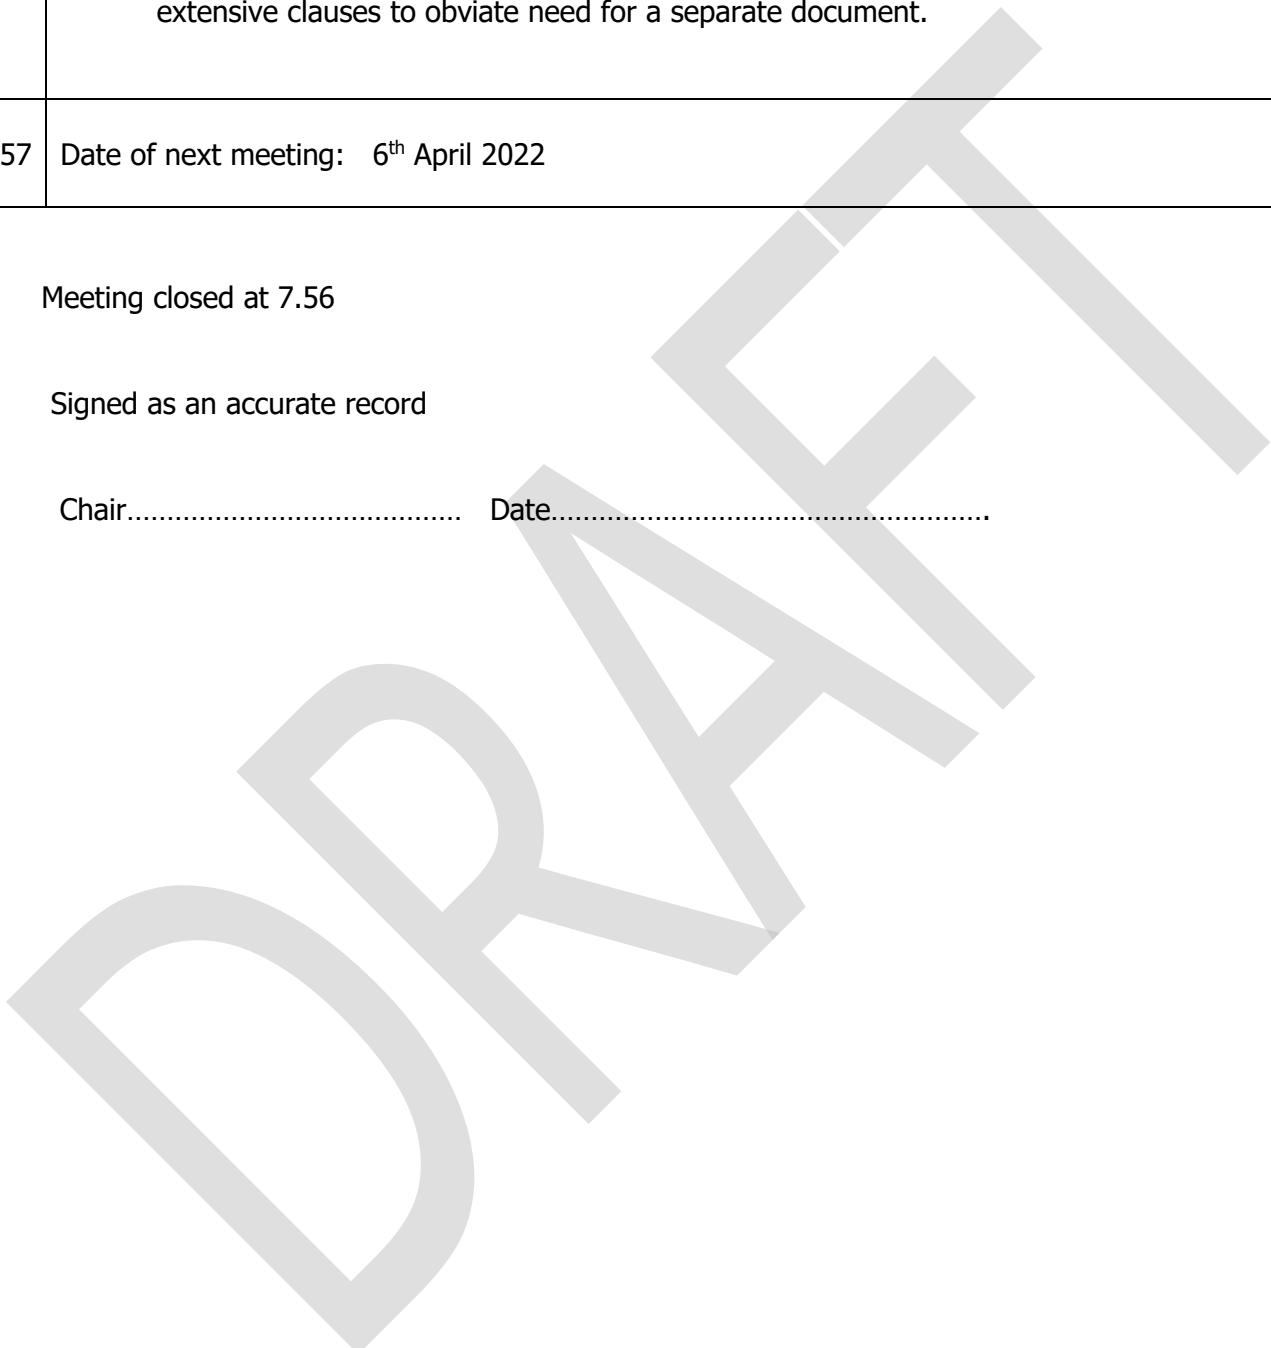 extensive clauses to obviate need for a separate document.
57 Date of next meeting: 6th April 2022
Meeting closed at 7.56
Signed as an accurate record
Chair…………………………………… Date……………………………………………….
DRAFT